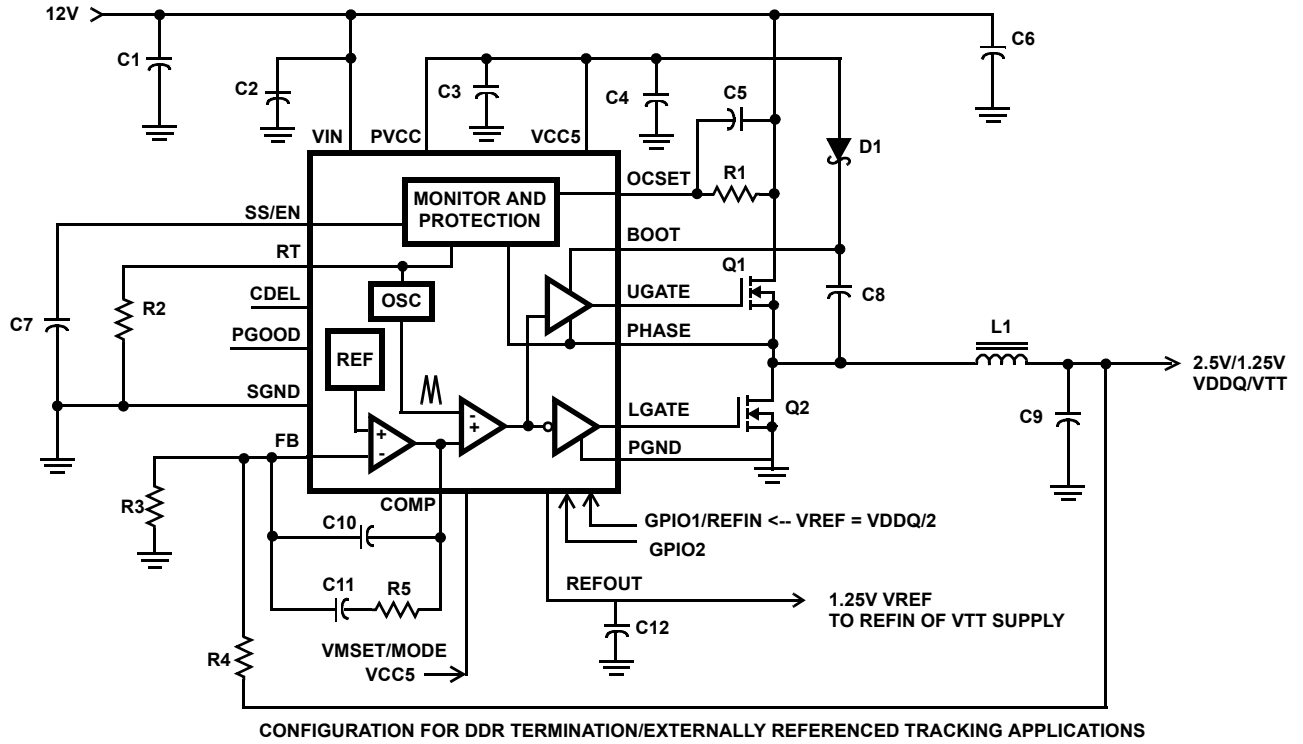 12V
C1
C2
C3
C4
C5
C6
VIN
PVCC
VCC5
D1
OCSET
R1
MONITOR AND
PROTECTION
SS/EN
BOOT
RT
Q1
OSC
UGATE
C8
CDEL
R2
C7
PHASE
L1
PGOOD
REF
2.5V/1.25V
VDDQ/VTT
SGND
LGATE
Q2
C9
FB
+
-
-
+
PGND
R3
COMP
C10
GPIO1/REFIN <-- VREF = VDDQ/2
GPIO2
C11
R5
REFOUT
1.25V VREF
TO REFIN OF VTT SUPPLY
C12
R4
VMSET/MODE
VCC5
CONFIGURATION FOR DDR TERMINATION/EXTERNALLY REFERENCED TRACKING APPLICATIONS